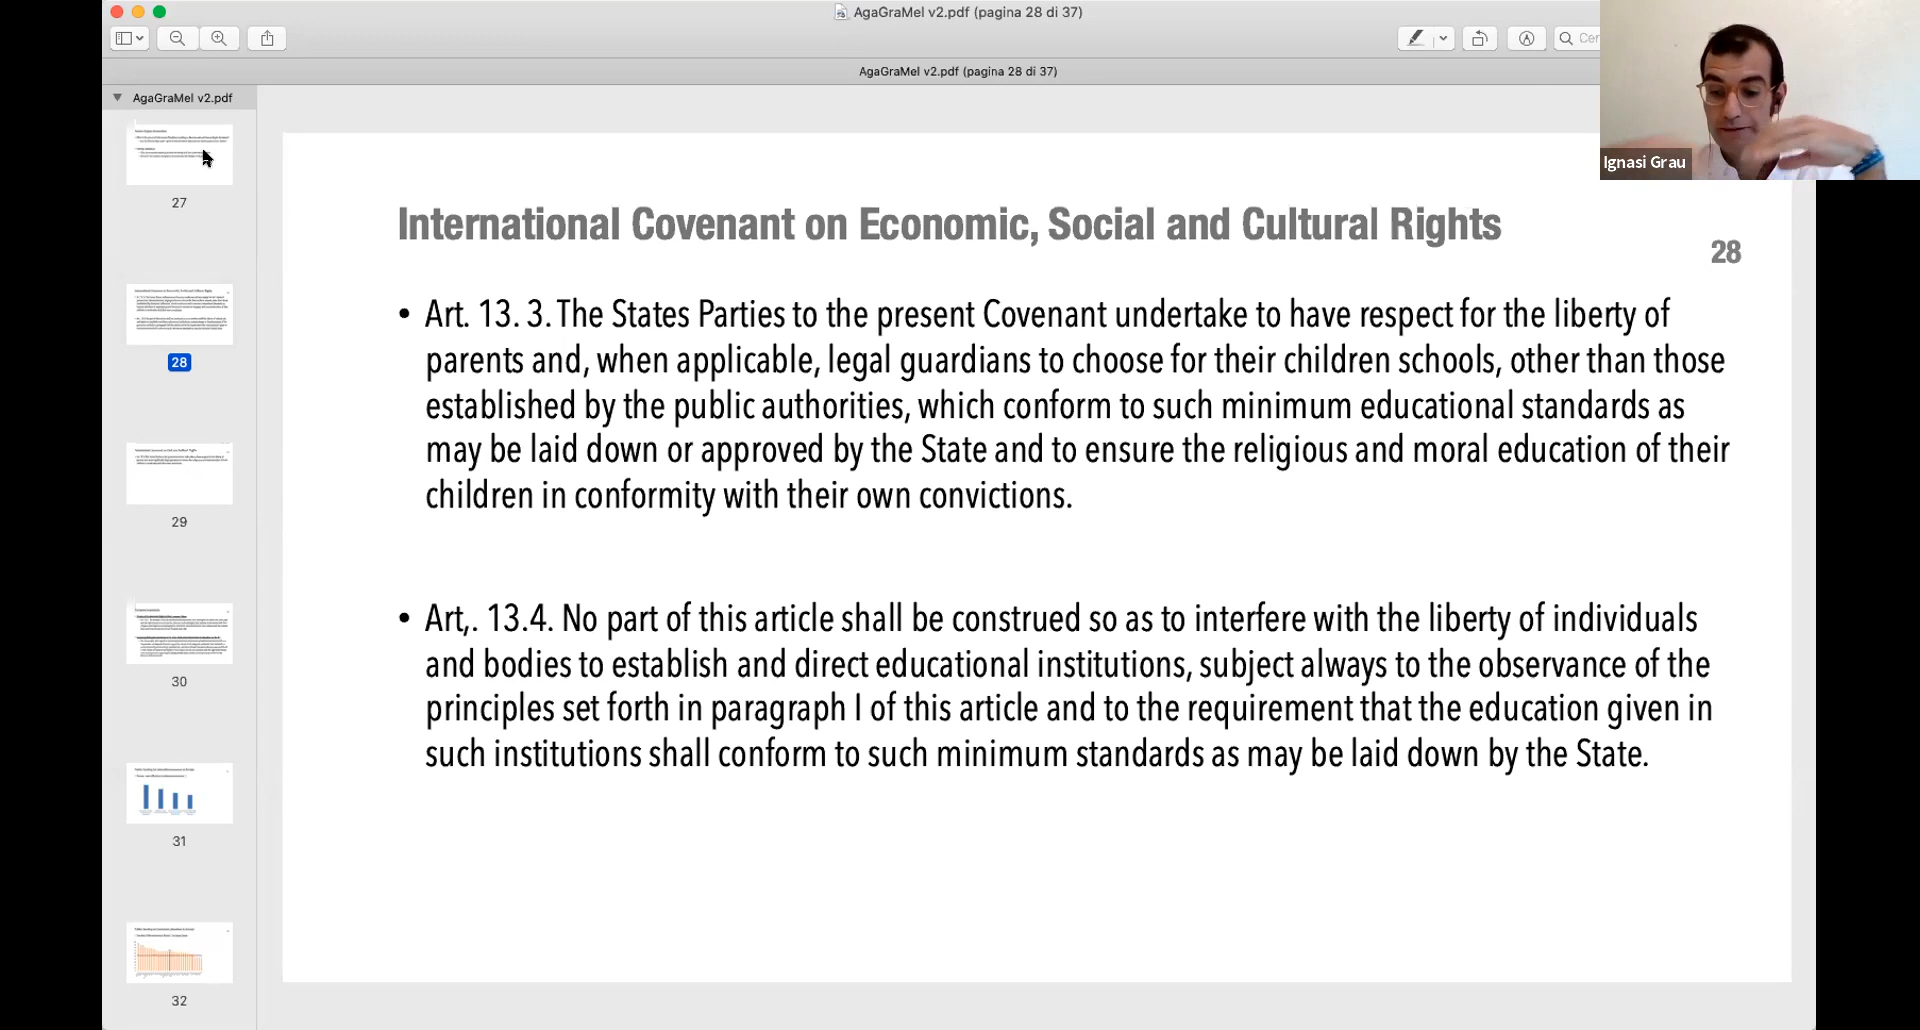 AgaGraMel v2.pdf (pagina 28 di 37)
Cer
AgaGraMel v2.pdf (pagina 28 di 37)
AgaGraMel v2.pdf
27
28
29
30
31
32
Ignasi Grau
International Covenant on Economic, Social and Cultural Rights
28
• Art. 13. 3. The States Parties to the present Covenant undertake to have respect for the liberty of
parents and, when applicable, legal guardians to choose for their children schools, other than those
established by the public authorities, which conform to such minimum educational standards as
may be laid down or approved by the State and to ensure the religious and moral education of their
children in conformity with their own convictions.
• Art,. 13.4. No part of this article shall be construed so as to interfere with the liberty of individuals
and bodies to establish and direct educational institutions, subject always to the observance of the
principles set forth in paragraph I of this article and to the requirement that the education given in
such institutions shall conform to such minimum standards as may be laid down by the State.